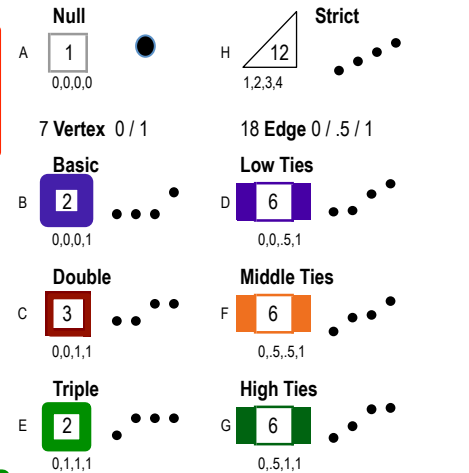 Null
A
1
0,0,0,0
Strict
H
12
1,2,3,4
7 Vertex 0 / 1
18 Edge 0 / .5 / 1
Basic
B
2
0,0,0,1
Low Ties
D
6
0,0,.5,1
Double
C
3
0,0,1,1
Middle Ties
F
6
0,.5,.5,1
Triple
E
2
0,1,1,1
High Ties
G
6
0,.5,1,1